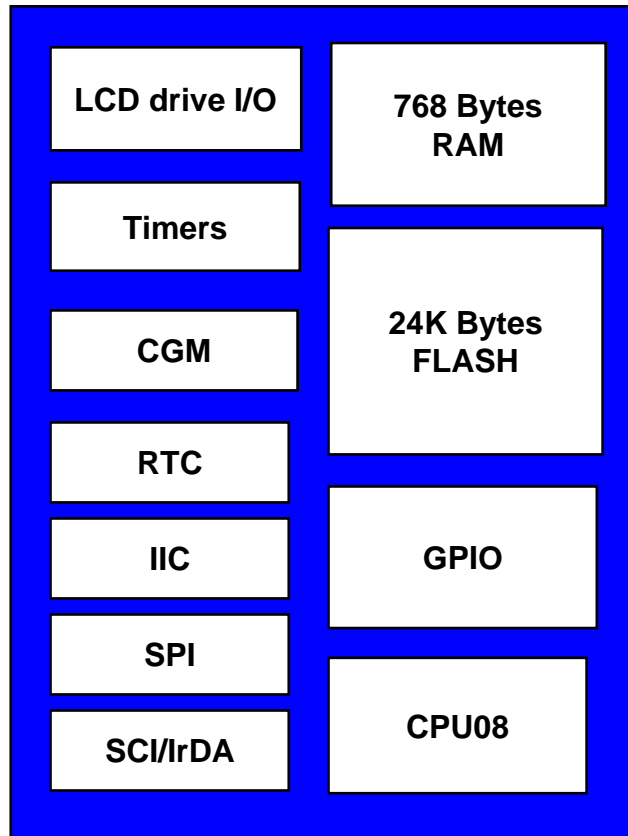 LCD drive I/O
Timers
CGM
RTC
IIC
SPI
SCI/IrDA
768 Bytes
RAM
24K Bytes
FLASH
GPIO
CPU08